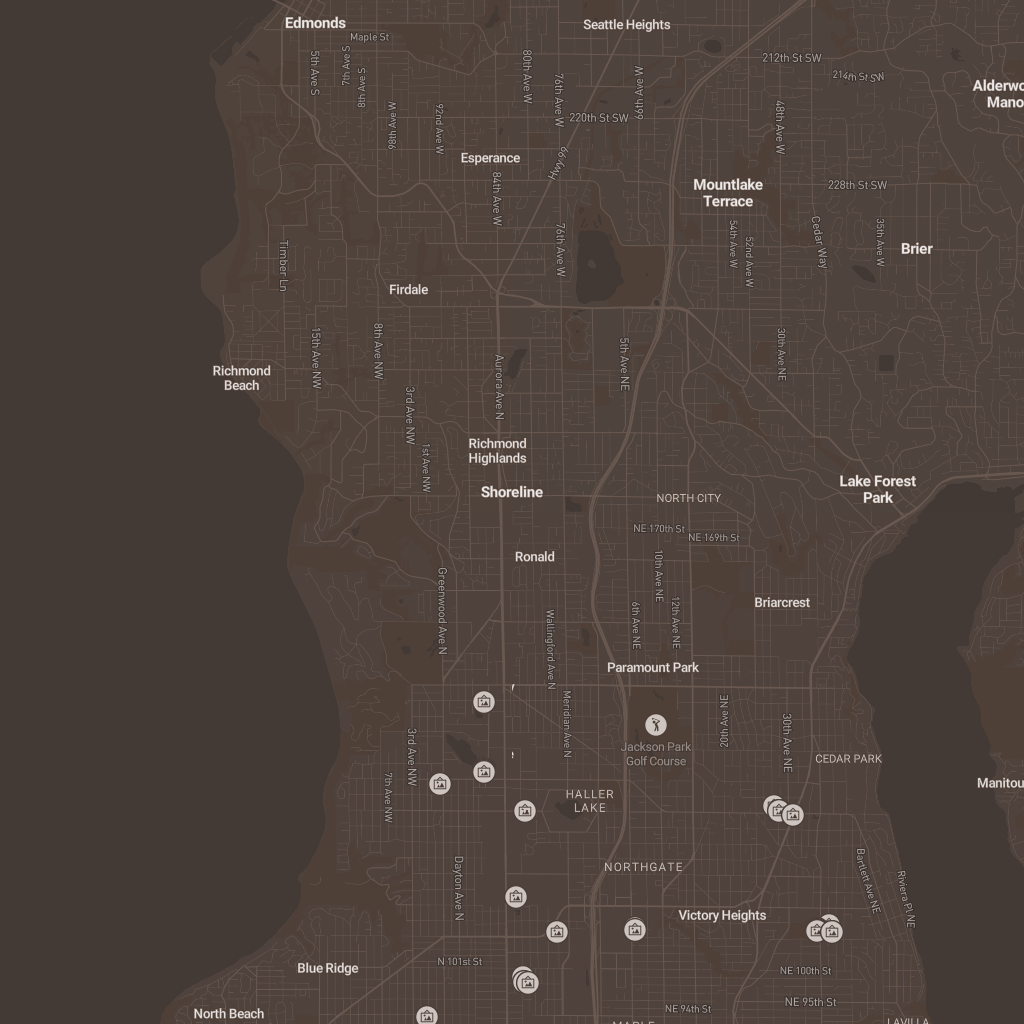 Edmonds
Seattle Heights
Maple St
212th St SW
5th Ave S
7th Ave S
8th Ave S
80th Ave W
76th Ave W
66th Ave W
214th St SW
Alderwo
Mano
98th Ave W
92nd Ave W
220th St SW
48th Ave W
Esperance
Hwy 99
84th Ave W
Mountlake
Terrace
228th St SW
76th Ave W
54th Ave W
52nd Ave W
Cedar Way
35th Ave W
Brier
Timber Ln
Firdale
15th Ave NW
8th Ave NW
Aurora Ave N
5th Ave NE
30th Ave NE
Richmond
Beach
3rd Ave NW
1st Ave NW
Richmond
Highlands
Shoreline
NORTH CITY
Lake Forest
Park
NE 170th St
NE 169th St
Ronald
10th Ave NE
Greenwood Ave N
Wallingford Ave N
6th Ave NE
12th Ave NE
Briarcrest
Paramount Park
Meridian Ave N
20th Ave NE
30th Ave NE
Jackson Park
Golf Course
3rd Ave NW
7th Ave NW
CEDAR PARK
Manitou
HALLER
LAKE
NORTHGATE
Dayton Ave N
Bartlett Ave NE
Riviera Pl NE
Victory Heights
Blue Ridge
N 101st St
NE 100th St
NE 95th St
NE 94th St
North Beach
MAPLE
LAVILLA